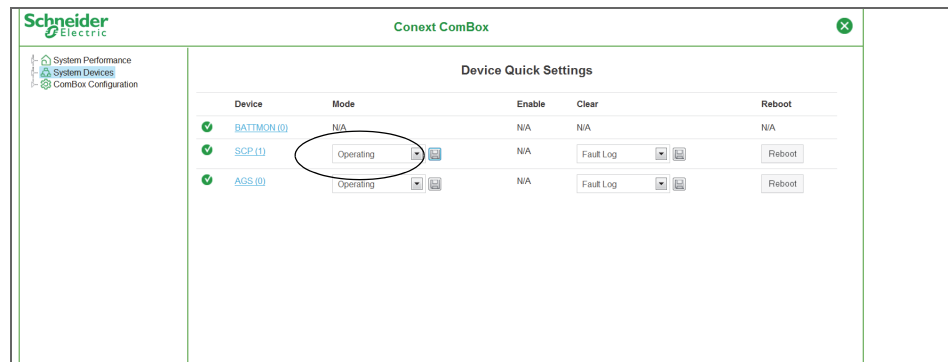 Schneider
Electric
Conext ComBox
System Performance
System Devices
ComBox Configuration
Device Quick Settings
Device Mode Enable Clear Reboot
BATTMON (0) N/A N/A N/A N/A
SCP (1) Operating N/A Fault Log Reboot
AGS (0) Operating N/A Fault Log Reboot